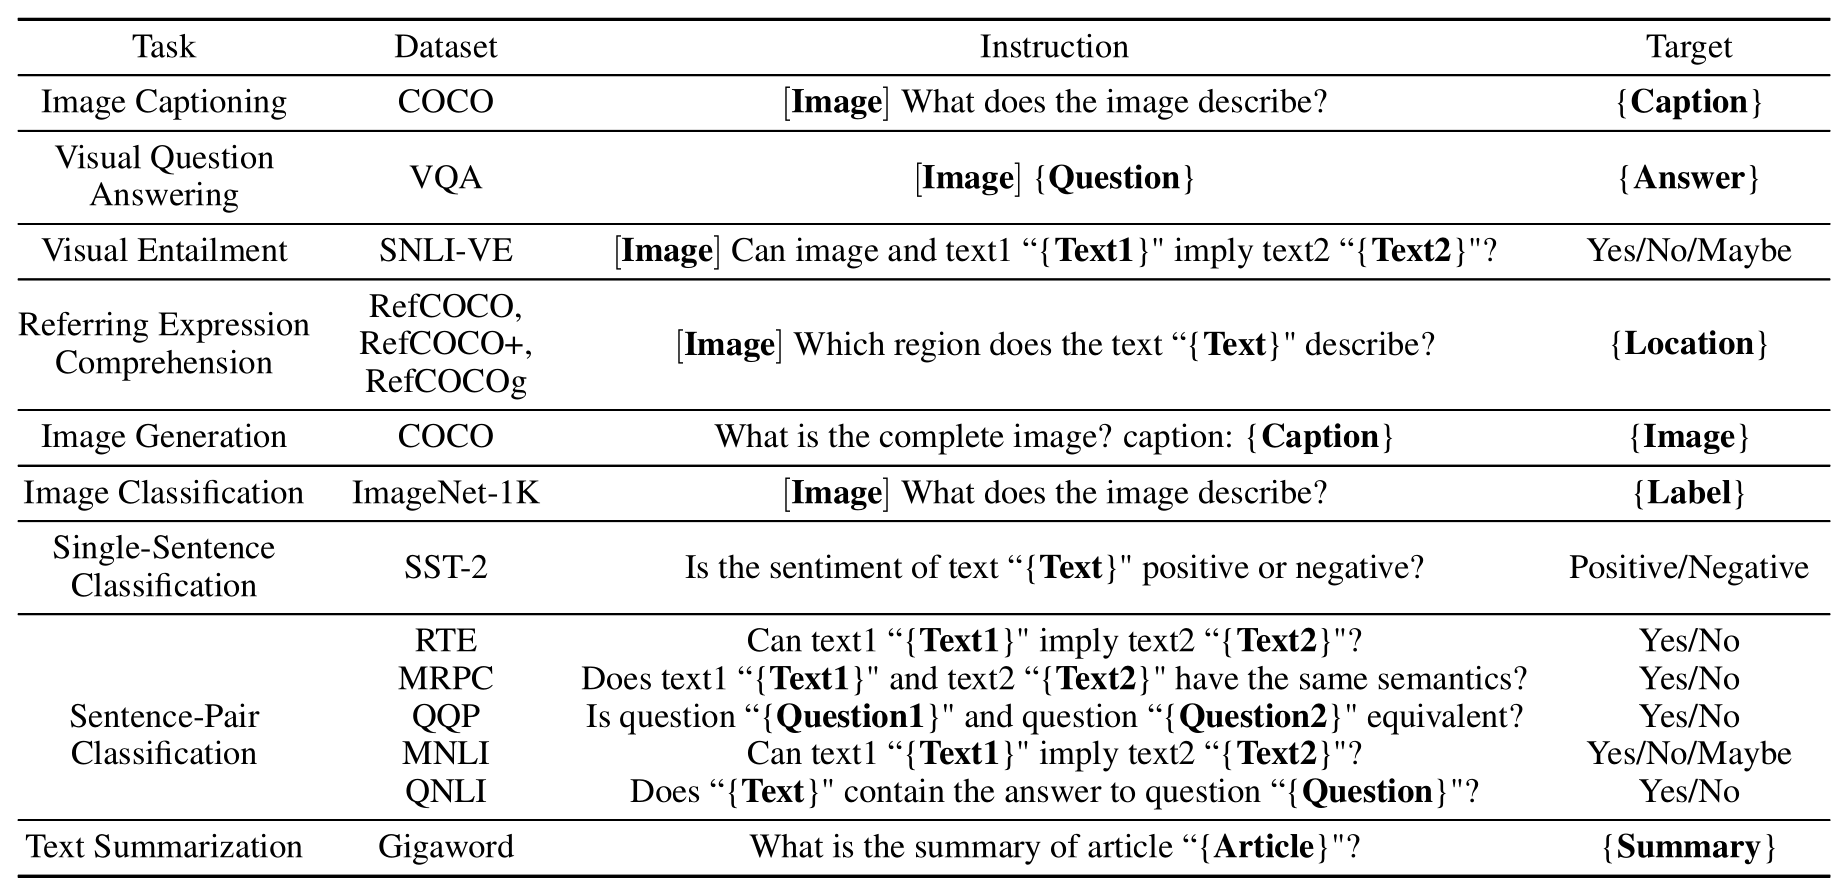 Task Dataset Instruction Target
Image Captioning COCO [Image] What does the image describe? {Caption}
Visual Question Answering VQA [Image] {Question} {Answer}
Visual Entailment SNLI-VE [Image] Can image and text1 “{Text1}" imply text2 “{Text2}"? Yes/No/Maybe
Referring Expression Comprehension RefCOCO, RefCOCO+, RefCOCOg [Image] Which region does the text “{Text}" describe? {Location}
Image Generation COCO What is the complete image? caption: {Caption} {Image}
Image Classification ImageNet-1K [Image] What does the image describe? {Label}
Single-Sentence Classification SST-2 Is the sentiment of text “{Text}" positive or negative? Positive/Negative
Sentence-Pair Classification
RTE Can text1 “{Text1}" imply text2 “{Text2}"? Yes/No
MRPC Does text1 “{Text1}" and text2 “{Text2}" have the same semantics? Yes/No
QQP Is question “{Question1}" and question “{Question2}" equivalent? Yes/No
MNLI Can text1 “{Text1}" imply text2 “{Text2}"? Yes/No/Maybe
QNLI Does “{Text}" contain the answer to question “{Question}"? Yes/No
Text Summarization Gigaword What is the summary of article “{Article}"? {Summary}